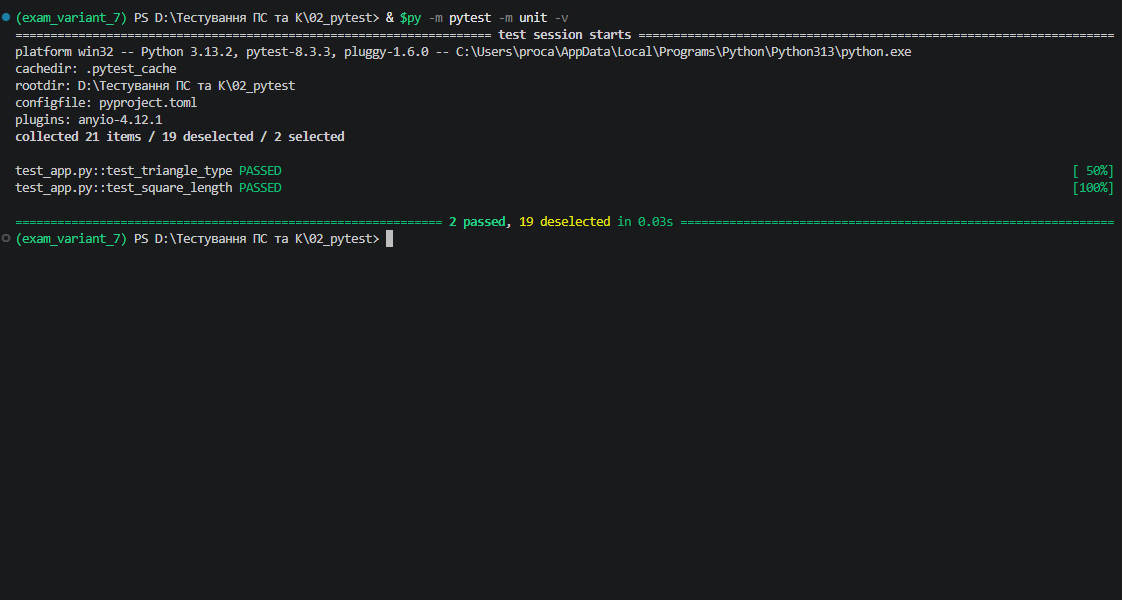 (exam_variant_7) PS D:\Тестування ПС та К\02_pytest> & $py -m pytest -m unit -v
==================================================================== test session starts ====================================================================
platform win32 -- Python 3.13.2, pytest-8.3.3, pluggy-1.6.0 -- C:\Users\proca\AppData\Local\Programs\Python\Python313\python.exe
cachedir: .pytest_cache
rootdir: D:\Тестування ПС та К\02_pytest
configfile: pyproject.toml
plugins: anyio-4.12.1
collected 21 items / 19 deselected / 2 selected
test_app.py::test_triangle_type PASSED [ 50%]
test_app.py::test_square_length PASSED [100%]
============================================================= 2 passed, 19 deselected in 0.03s ==============================================================
(exam_variant_7) PS D:\Тестування ПС та К\02_pytest>